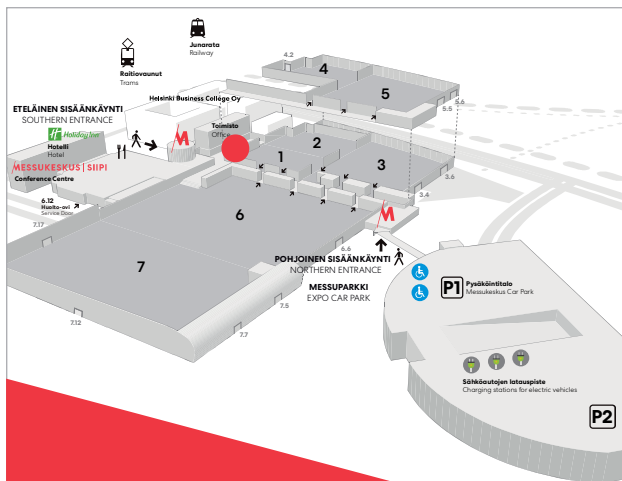 Junarata
Railway
Raitiovaunut
Trams
4.2
4
5
5.6
5.5
Helsinki Business College Oy
ETELÄINEN SISÄÄNKÄYNTI
SOUTHERN ENTRANCE
Holiday Inn
Hotelli
Hotel
MESSUKESKUS | SIIPI
Conference Centre
Toimisto
Office
M
1
2
3
3.6
3.4
6.12
Huolto-ovi
Service Door
7.17
6
7
M
6.6
POHJOINEN SISÄÄNKÄYNTI
NORTHERN ENTRANCE
MESSUPARKKI
EXPO CAR PARK
P1
Pysäköintitalo
Messukeskus Car Park
7.12
7.5
7.7
Sähköautojen latauspiste
Charging stations for electric vehicles
P2